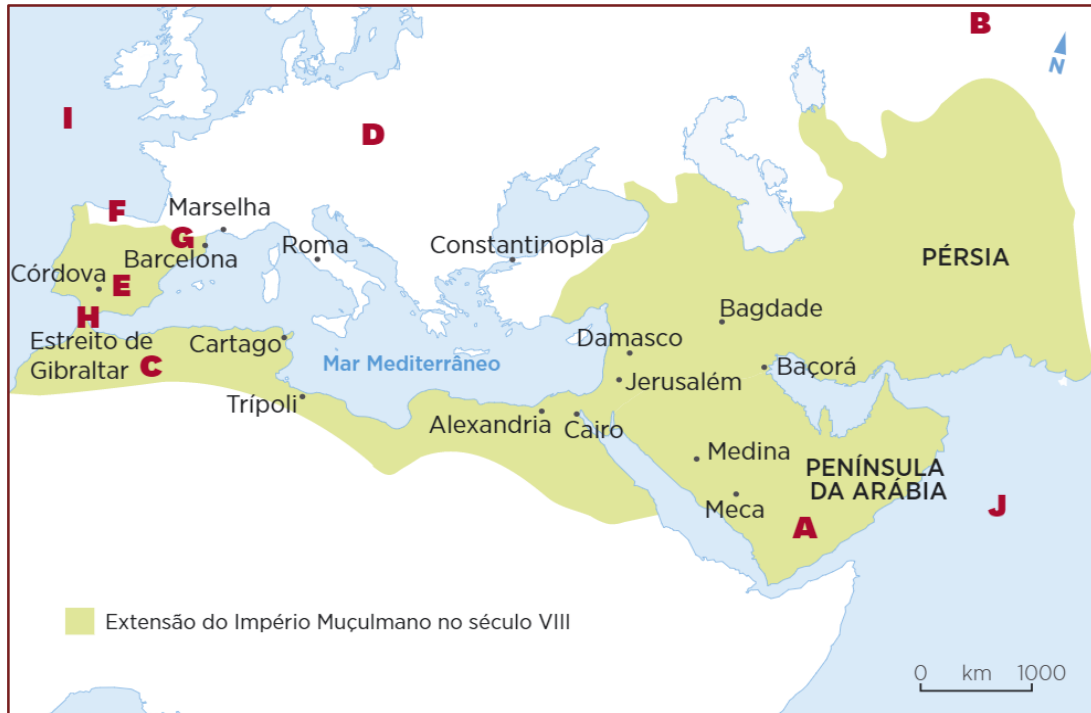 B
N
I
D
F
Marselha
G
Barcelona
Roma
Constantinopla
PÉRSIA
Córdova
E
H
Estreito de
Gibraltar
C
Cartago
Mar Mediterrâneo
Bagdade
Damasco
Baçorá
Jerusalém
Trípoli
Alexandria
Cairo
Medina
PENÍNSULA
DA ARÁBIA
Meca
A
J
Extensão do Império Muçulmano no século VIII
0 km 1000